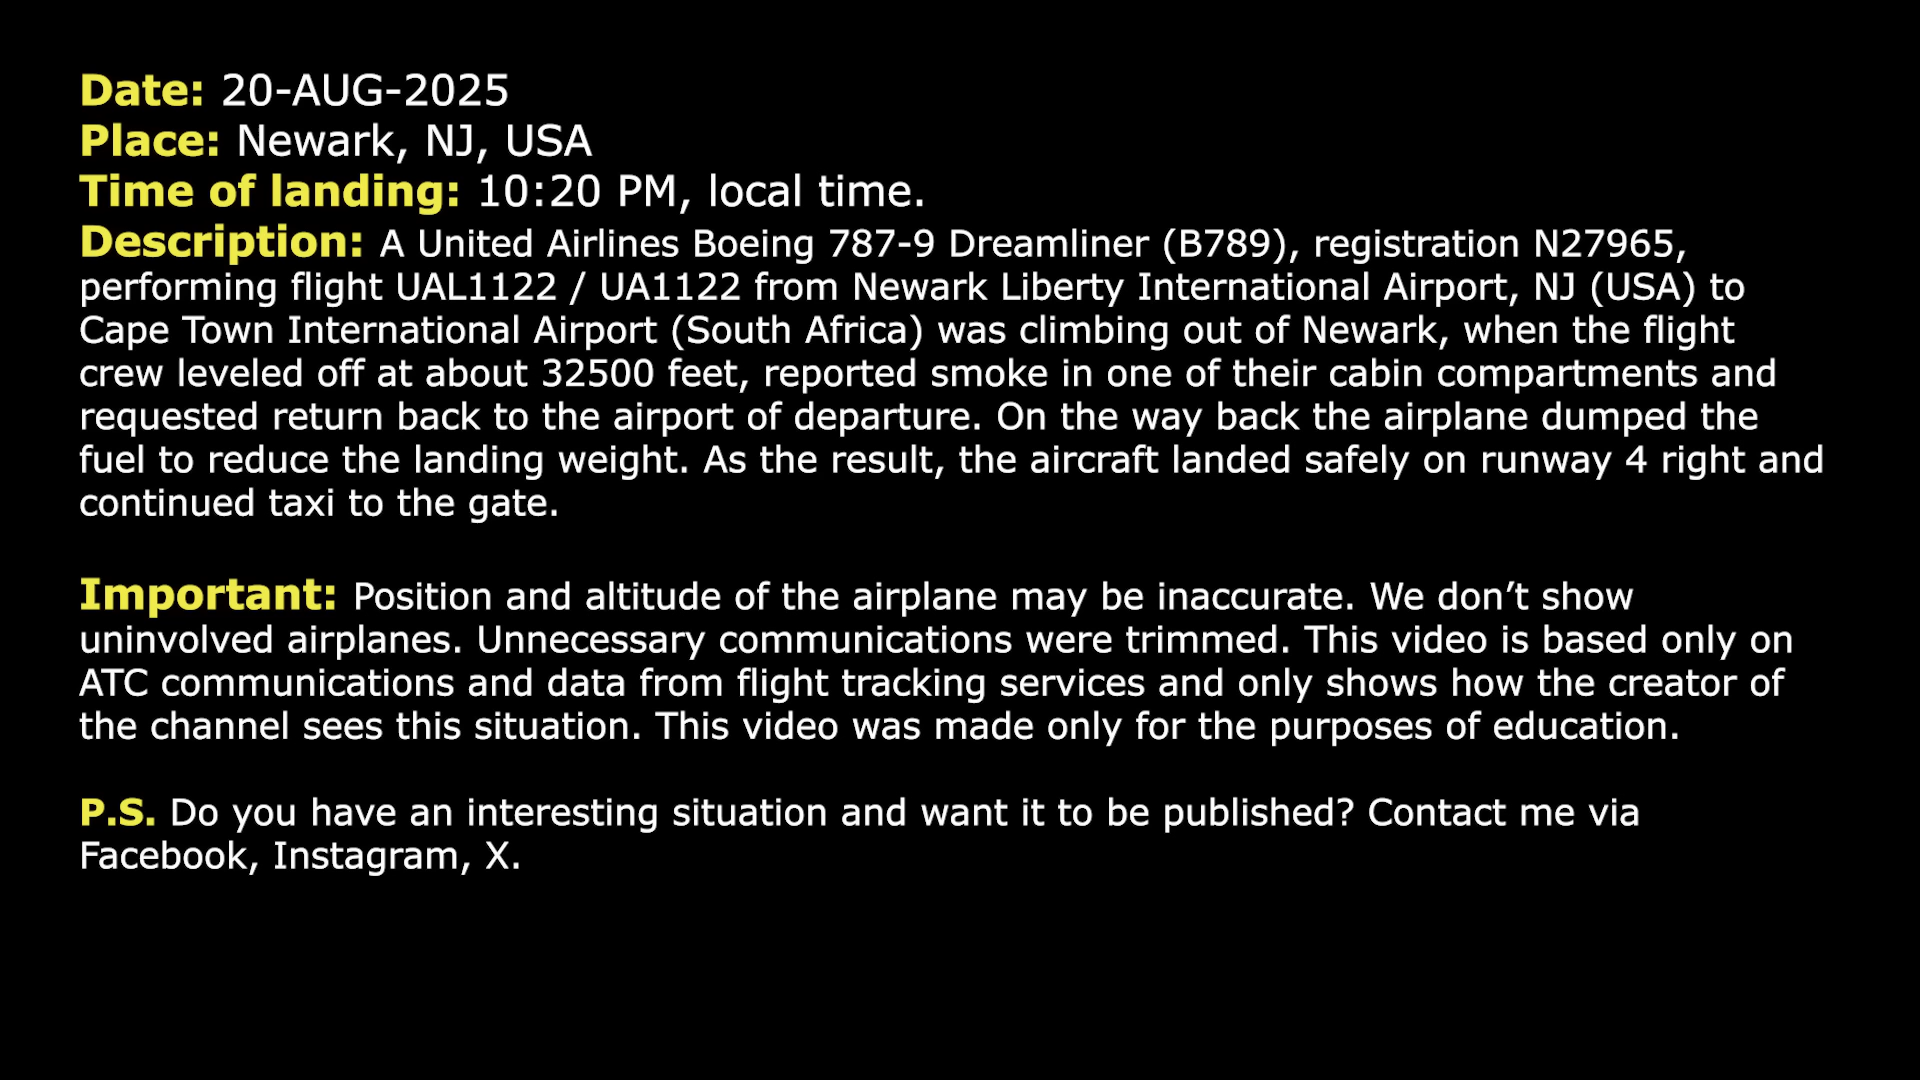 Date: 20-AUG-2025
Place: Newark, NJ, USA
Time of landing: 10:20 PM, local time.
Description: A United Airlines Boeing 787-9 Dreamliner (B789), registration N27965,
performing flight UAL1122 / UA1122 from Newark Liberty International Airport, NJ (USA) to
Cape Town International Airport (South Africa) was climbing out of Newark, when the flight
crew leveled off at about 32500 feet, reported smoke in one of their cabin compartments and
requested return back to the airport of departure. On the way back the airplane dumped the
fuel to reduce the landing weight. As the result, the aircraft landed safely on runway 4 right and
continued taxi to the gate.
Important: Position and altitude of the airplane may be inaccurate. We don’t show
uninvolved airplanes. Unnecessary communications were trimmed. This video is based only on
ATC communications and data from flight tracking services and only shows how the creator of
the channel sees this situation. This video was made only for the purposes of education.
P.S. Do you have an interesting situation and want it to be published? Contact me via
Facebook, Instagram, X.